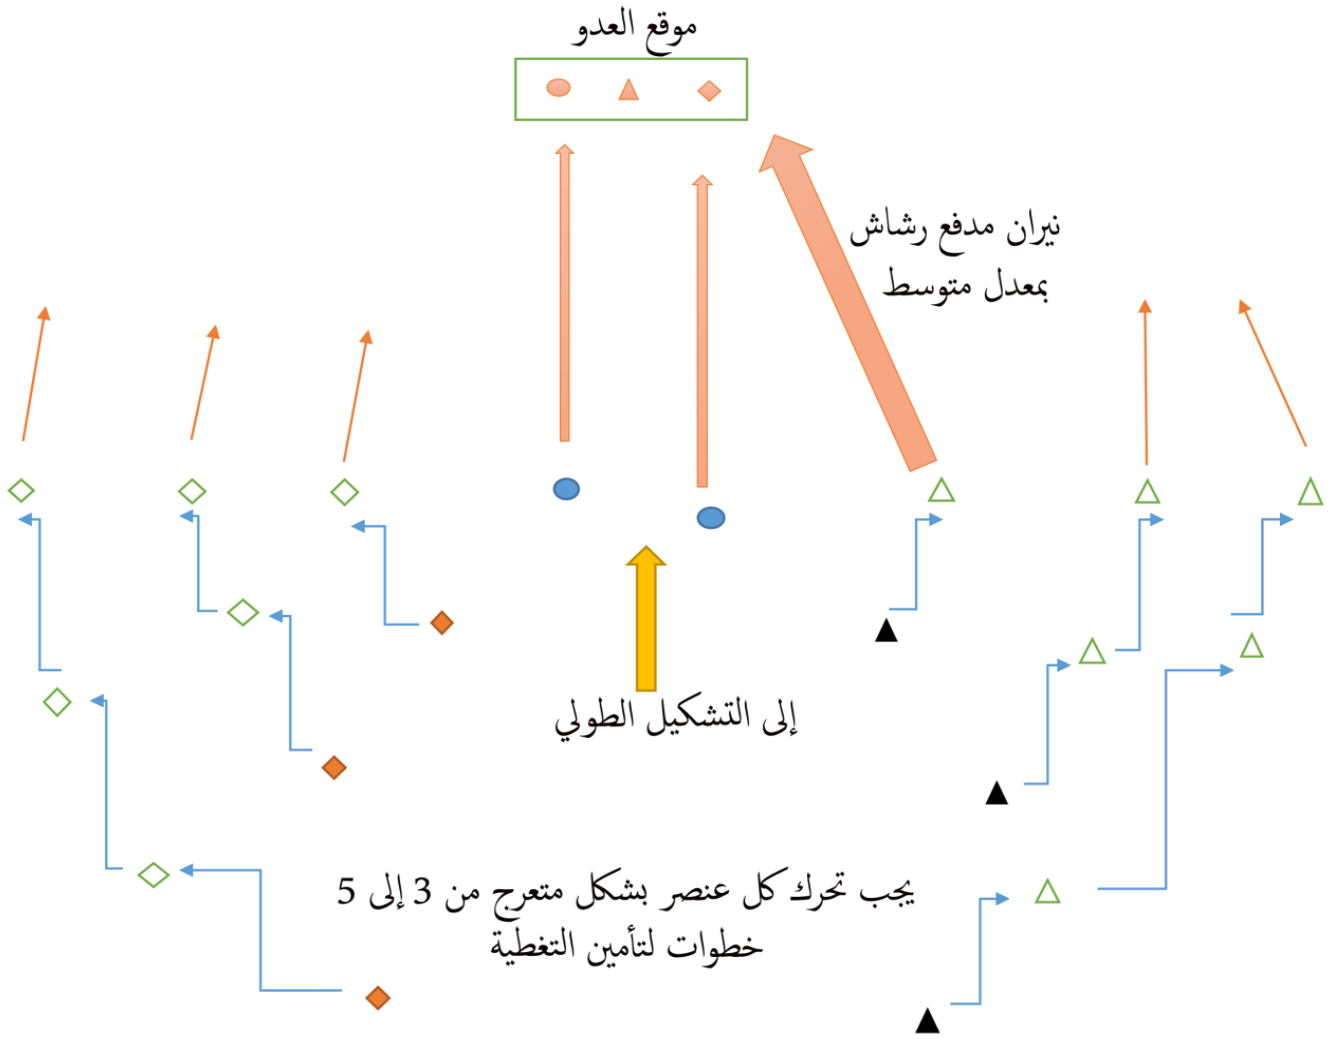 موقع العدو
نيران مدفع رشاش
بمعدل متوسط
إلى التشكيل الطولي
يجب تحرك كل عنصر بشكل متعرج من 3 إلى 5
خطوات لتأمين التغطية